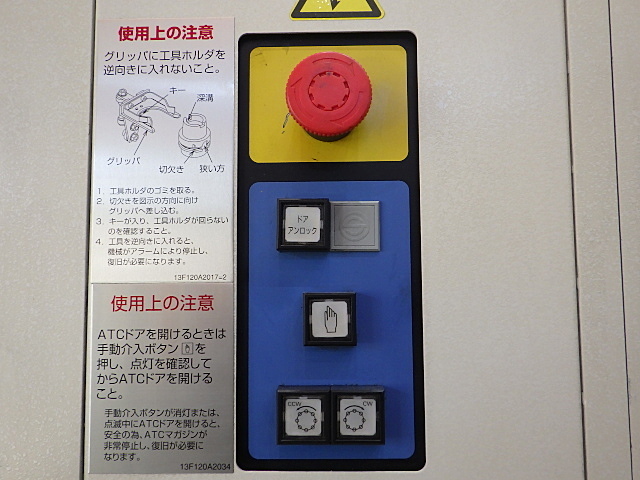 使用上の注意
グリッパに工具ホルダを
逆向きに入れないこと。
キー
深溝
グリッパ
切欠き
狭い方
1. 工具ホルダのゴミを取る。
2. 切欠きを図示の方向に向け
グリッパへ差し込む。
3. キーが入り、工具ホルダが回らない
のを確認すること。
4. 工具を逆向きに入れると、
機械がアラームにより停止し、
復旧が必要になります。
13F120A2017-2
使用上の注意
ATCドアを開けるときは
手動介入ボタン を
押し、点灯を確認して
からATCドアを開ける
こと。
手動介入ボタンが消灯または、
点滅中にATCドアを開けると、
安全の為、ATCマガジンが
非常停止し、復旧が必要に
なります。
13F120A2034
ドア
アンロック
CCW
CW